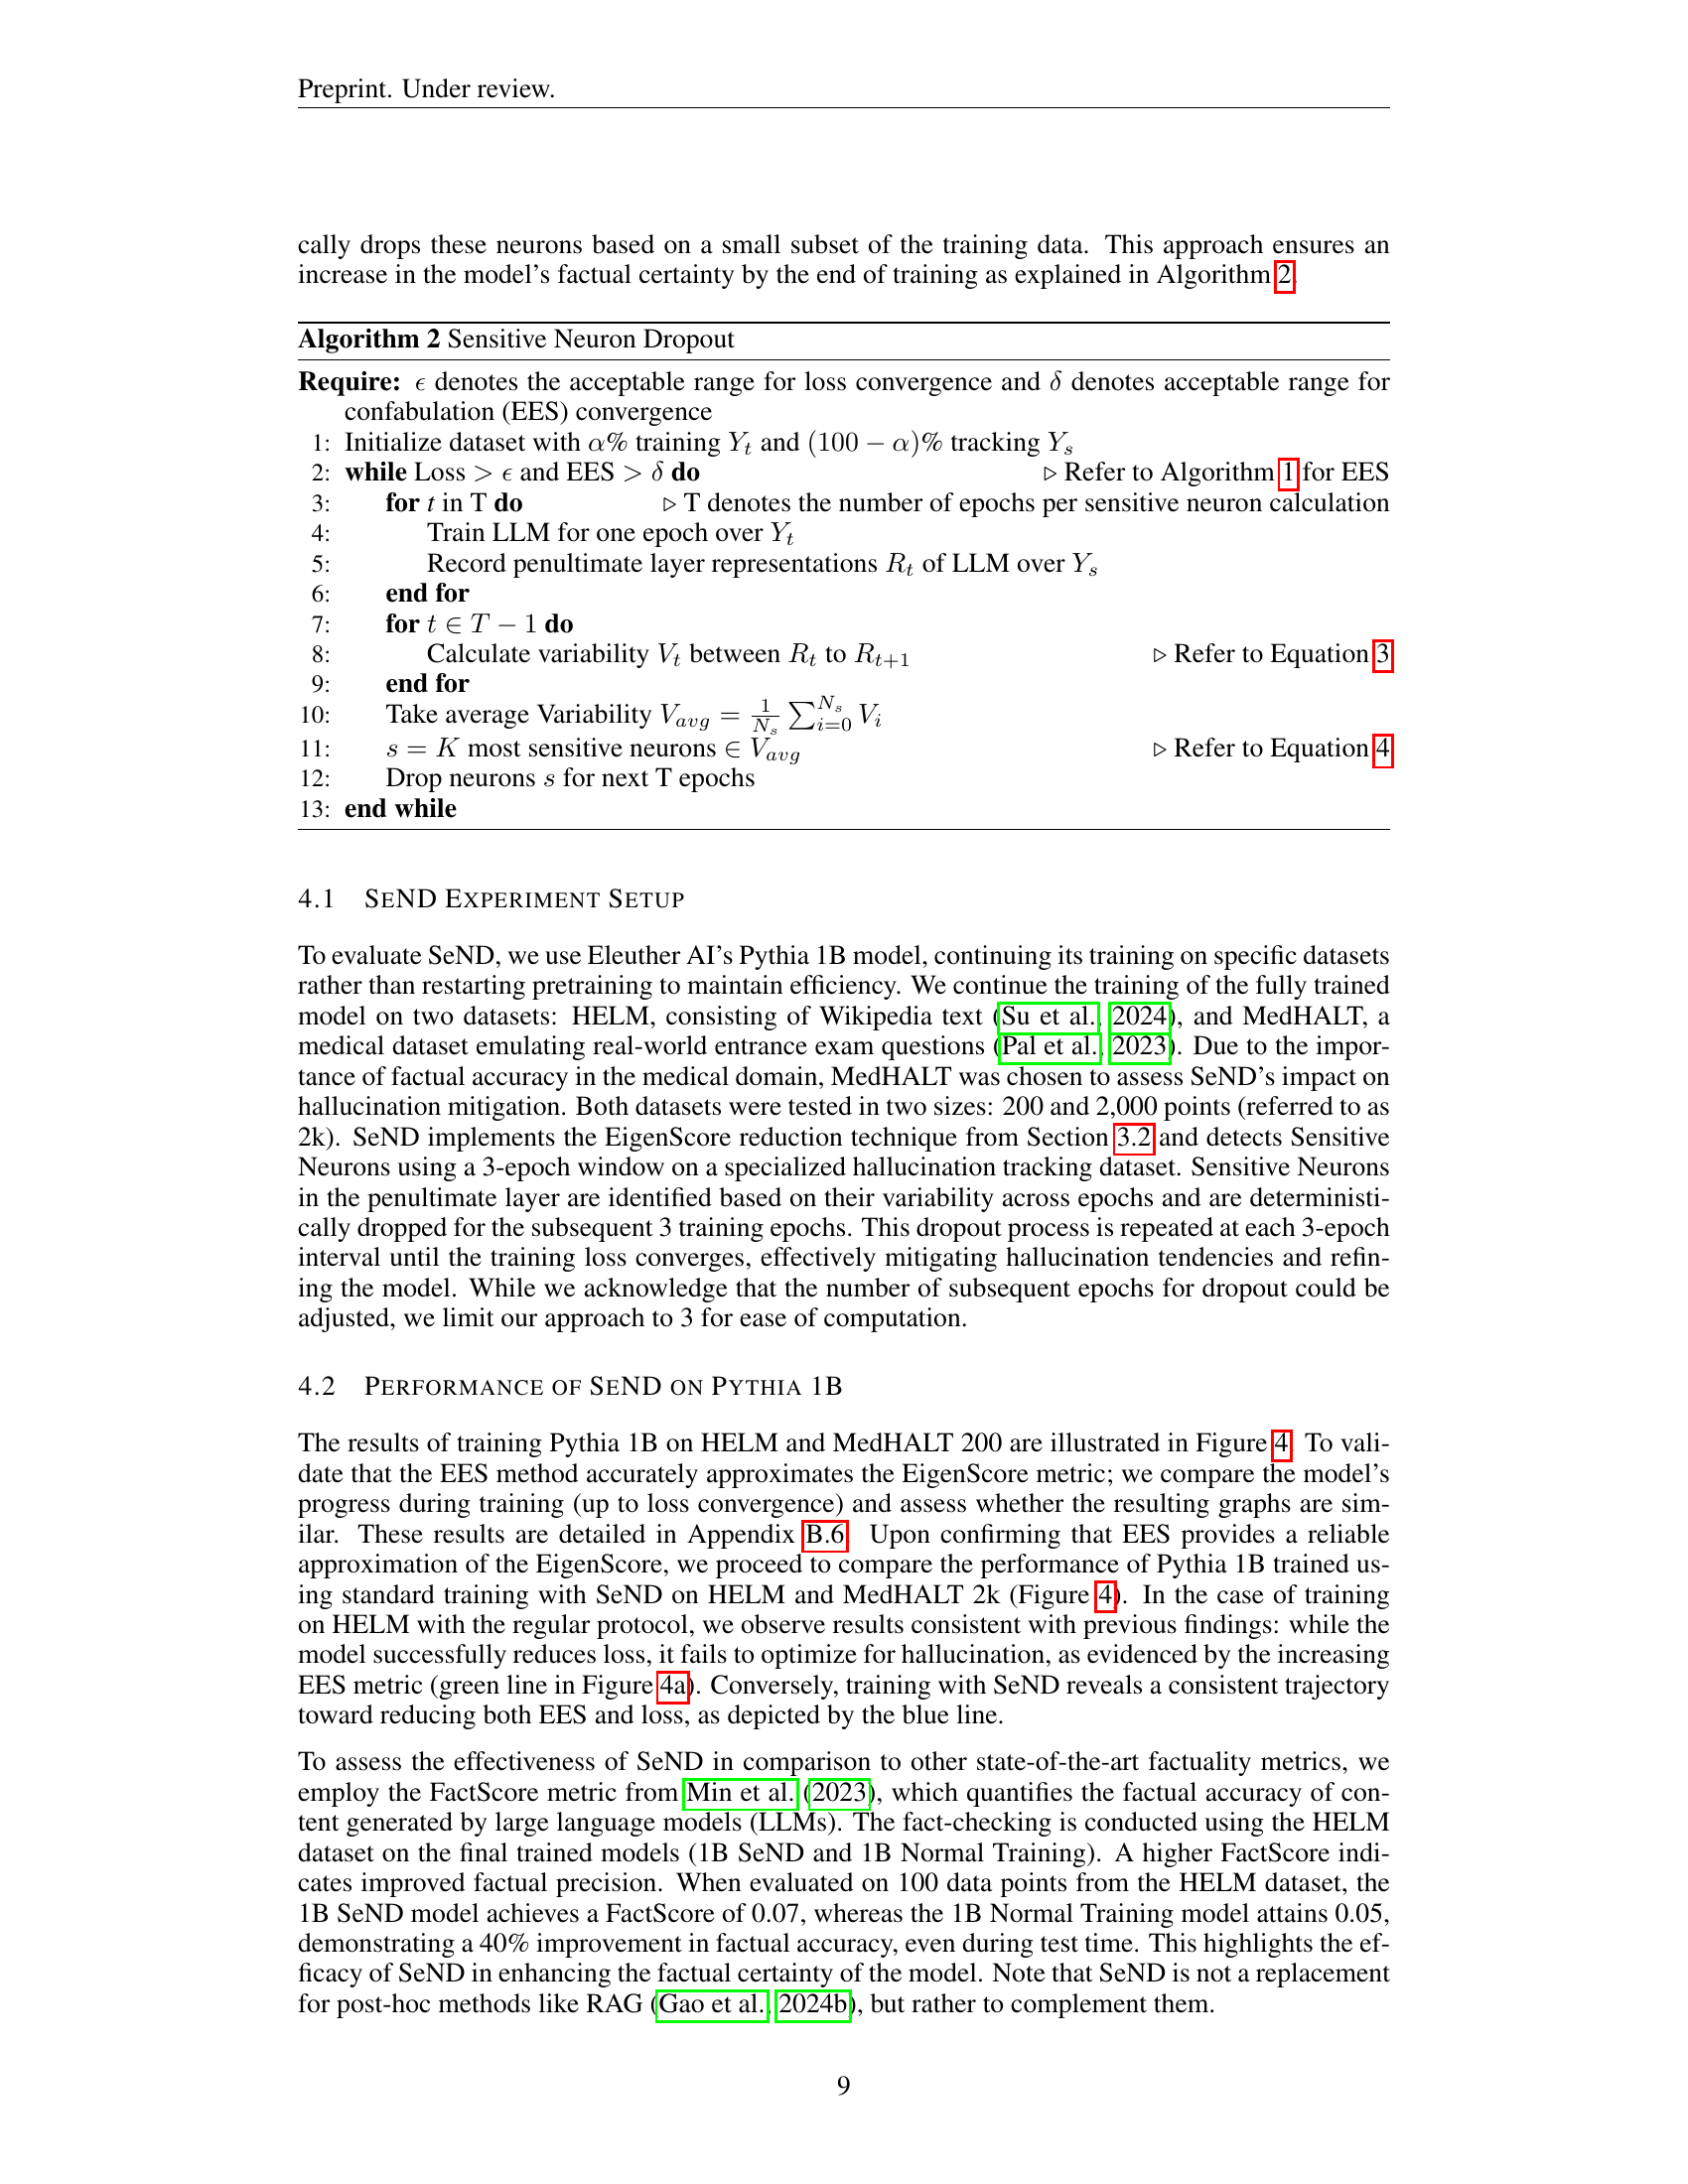 Preprint. Under review.
cally drops these neurons based on a small subset of the training data. This approach ensures an
increase in the model's factual certainty by the end of training as explained in Algorithm 2.
Algorithm 2 Sensitive Neuron Dropout
Require: ϵ denotes the acceptable range for loss convergence and δ denotes acceptable range for
confabulation (EES) convergence
1: Initialize dataset with α% training Y_t and (100 − α)% tracking Y_s
2: while Loss > ϵ and EES > δ do ▷ Refer to Algorithm 1 for EES
3: for t in T do ▷ T denotes the number of epochs per sensitive neuron calculation
4: Train LLM for one epoch over Y_t
5: Record penultimate layer representations R_t of LLM over Y_s
6: end for
7: for t ∈ T − 1 do
8: Calculate variability V_t between R_t to R_{t+1} ▷ Refer to Equation 3
9: end for
10: Take average Variability V_{avg} = \frac{1}{N_s} \sum_{i=0}^{N_s} V_i
11: s = K most sensitive neurons ∈ V_{avg} ▷ Refer to Equation 4
12: Drop neurons s for next T epochs
13: end while
4.1 SEND EXPERIMENT SETUP
To evaluate SeND, we use Eleuther AI's Pythia 1B model, continuing its training on specific datasets
rather than restarting pretraining to maintain efficiency. We continue the training of the fully trained
model on two datasets: HELM, consisting of Wikipedia text (Su et al., 2024), and MedHALT, a
medical dataset emulating real-world entrance exam questions (Pal et al., 2023). Due to the impor-
tance of factual accuracy in the medical domain, MedHALT was chosen to assess SeND's impact on
hallucination mitigation. Both datasets were tested in two sizes: 200 and 2,000 points (referred to as
2k). SeND implements the EigenScore reduction technique from Section 3.2 and detects Sensitive
Neurons using a 3-epoch window on a specialized hallucination tracking dataset. Sensitive Neurons
in the penultimate layer are identified based on their variability across epochs and are deterministi-
cally dropped for the subsequent 3 training epochs. This dropout process is repeated at each 3-epoch
interval until the training loss converges, effectively mitigating hallucination tendencies and refin-
ing the model. While we acknowledge that the number of subsequent epochs for dropout could be
adjusted, we limit our approach to 3 for ease of computation.
4.2 PERFORMANCE OF SEND ON PYTHIA 1B
The results of training Pythia 1B on HELM and MedHALT 200 are illustrated in Figure 4. To vali-
date that the EES method accurately approximates the EigenScore metric; we compare the model's
progress during training (up to loss convergence) and assess whether the resulting graphs are sim-
ilar. These results are detailed in Appendix B.6. Upon confirming that EES provides a reliable
approximation of the EigenScore, we proceed to compare the performance of Pythia 1B trained us-
ing standard training with SeND on HELM and MedHALT 2k (Figure 4). In the case of training
on HELM with the regular protocol, we observe results consistent with previous findings: while the
model successfully reduces loss, it fails to optimize for hallucination, as evidenced by the increasing
EES metric (green line in Figure 4a). Conversely, training with SeND reveals a consistent trajectory
toward reducing both EES and loss, as depicted by the blue line.
To assess the effectiveness of SeND in comparison to other state-of-the-art factuality metrics, we
employ the FactScore metric from Min et al. (2023), which quantifies the factual accuracy of con-
tent generated by large language models (LLMs). The fact-checking is conducted using the HELM
dataset on the final trained models (1B SeND and 1B Normal Training). A higher FactScore indi-
cates improved factual precision. When evaluated on 100 data points from the HELM dataset, the
1B SeND model achieves a FactScore of 0.07, whereas the 1B Normal Training model attains 0.05,
demonstrating a 40% improvement in factual accuracy, even during test time. This highlights the ef-
ficacy of SeND in enhancing the factual certainty of the model. Note that SeND is not a replacement
for post-hoc methods like RAG (Gao et al., 2024b), but rather to complement them.
9